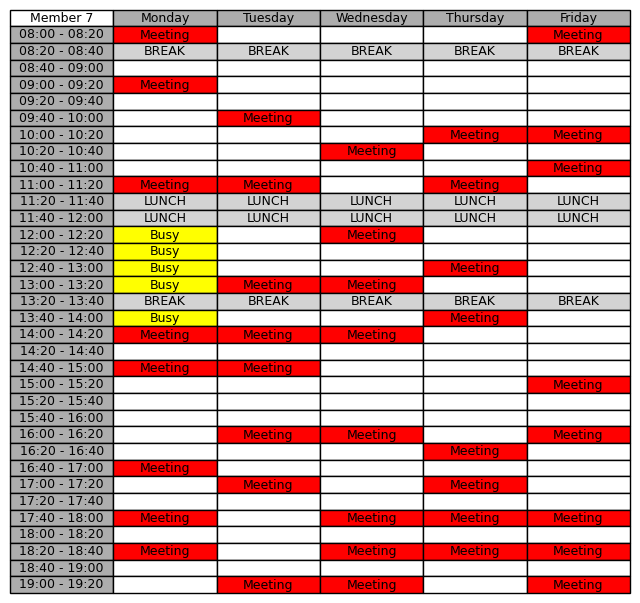 Member 7 Monday Tuesday Wednesday Thursday Friday
08:00 - 08:20 Meeting Meeting
08:20 - 08:40 BREAK BREAK BREAK BREAK BREAK
08:40 - 09:00
09:00 - 09:20 Meeting
09:20 - 09:40
09:40 - 10:00 Meeting
10:00 - 10:20 Meeting Meeting
10:20 - 10:40 Meeting
10:40 - 11:00 Meeting
11:00 - 11:20 Meeting Meeting Meeting
11:20 - 11:40 LUNCH LUNCH LUNCH LUNCH LUNCH
11:40 - 12:00 LUNCH LUNCH LUNCH LUNCH LUNCH
12:00 - 12:20 Busy Meeting
12:20 - 12:40 Busy
12:40 - 13:00 Busy Meeting
13:00 - 13:20 Busy Meeting Meeting
13:20 - 13:40 BREAK BREAK BREAK BREAK BREAK
13:40 - 14:00 Busy Meeting
14:00 - 14:20 Meeting Meeting Meeting
14:20 - 14:40
14:40 - 15:00 Meeting Meeting
15:00 - 15:20 Meeting
15:20 - 15:40
15:40 - 16:00
16:00 - 16:20 Meeting Meeting Meeting
16:20 - 16:40 Meeting
16:40 - 17:00 Meeting
17:00 - 17:20 Meeting Meeting
17:20 - 17:40
17:40 - 18:00 Meeting Meeting Meeting Meeting
18:00 - 18:20
18:20 - 18:40 Meeting Meeting Meeting Meeting
18:40 - 19:00
19:00 - 19:20 Meeting Meeting Meeting